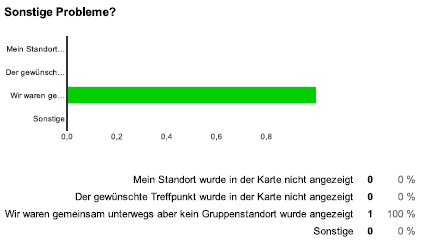 Sonstige Probleme?
Mein Standort...
Der gewünsch...
Wir waren ge...
Sonstige
0,0 0,2 0,4 0,6 0,8
Mein Standort wurde in der Karte nicht angezeigt 0 0 %
Der gewünschte Treffpunkt wurde in der Karte nicht angezeigt 0 0 %
Wir waren gemeinsam unterwegs aber kein Gruppenstandort wurde angezeigt 1 100 %
Sonstige 0 0 %